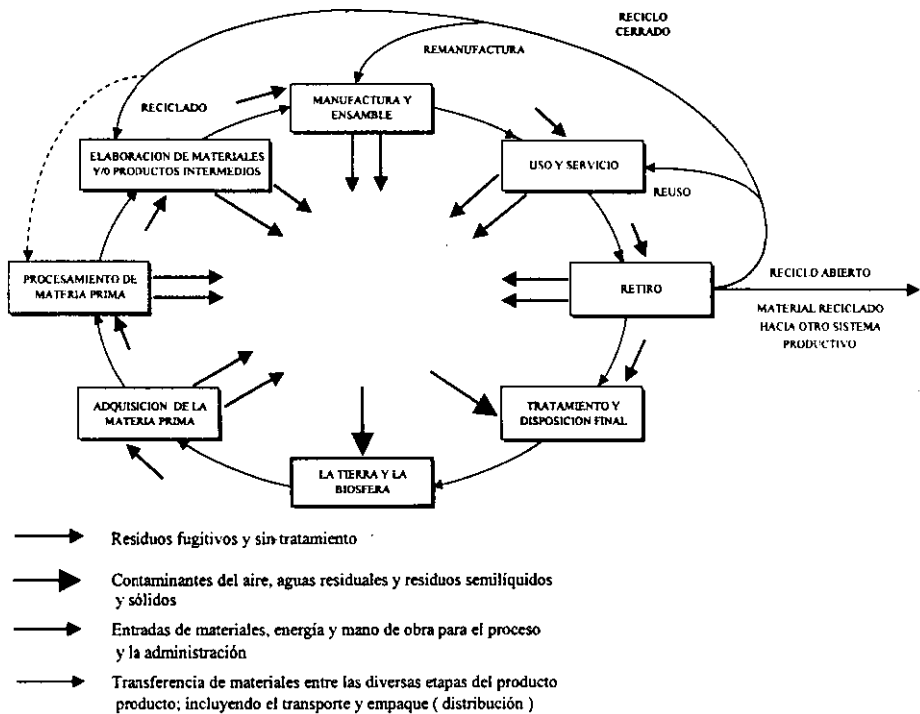 RECICLO
CERRADO
REMANUFACTURA
MANUFACTURA Y
ENSAMBLE
RECICLADO
ELABORACION DE MATERIALES
Y/0 PRODUCTOS INTERMEDIOS
USO Y SERVICIO
REUSO
PROCESAMIENTO DE
MATERIA PRIMA
RETIRO
RECICLO ABIERTO
MATERIAL RECICLADO
HACIA OTRO SISTEMA
PRODUCTIVO
ADQUISICION DE LA
MATERIA PRIMA
TRATAMIENTO Y
DISPOSICIÓN FINAL
LA TIERRA Y LA
BIOSFERA
Residuos fugitivos y sin tratamiento
Contaminantes del aire, aguas residuales y residuos semilíquidos
y sólidos
Entradas de materiales, energía y mano de obra para el proceso
y la administración
Transferencia de materiales entre las diversas etapas del producto
producto; incluyendo el transporte y empaque ( distribución )